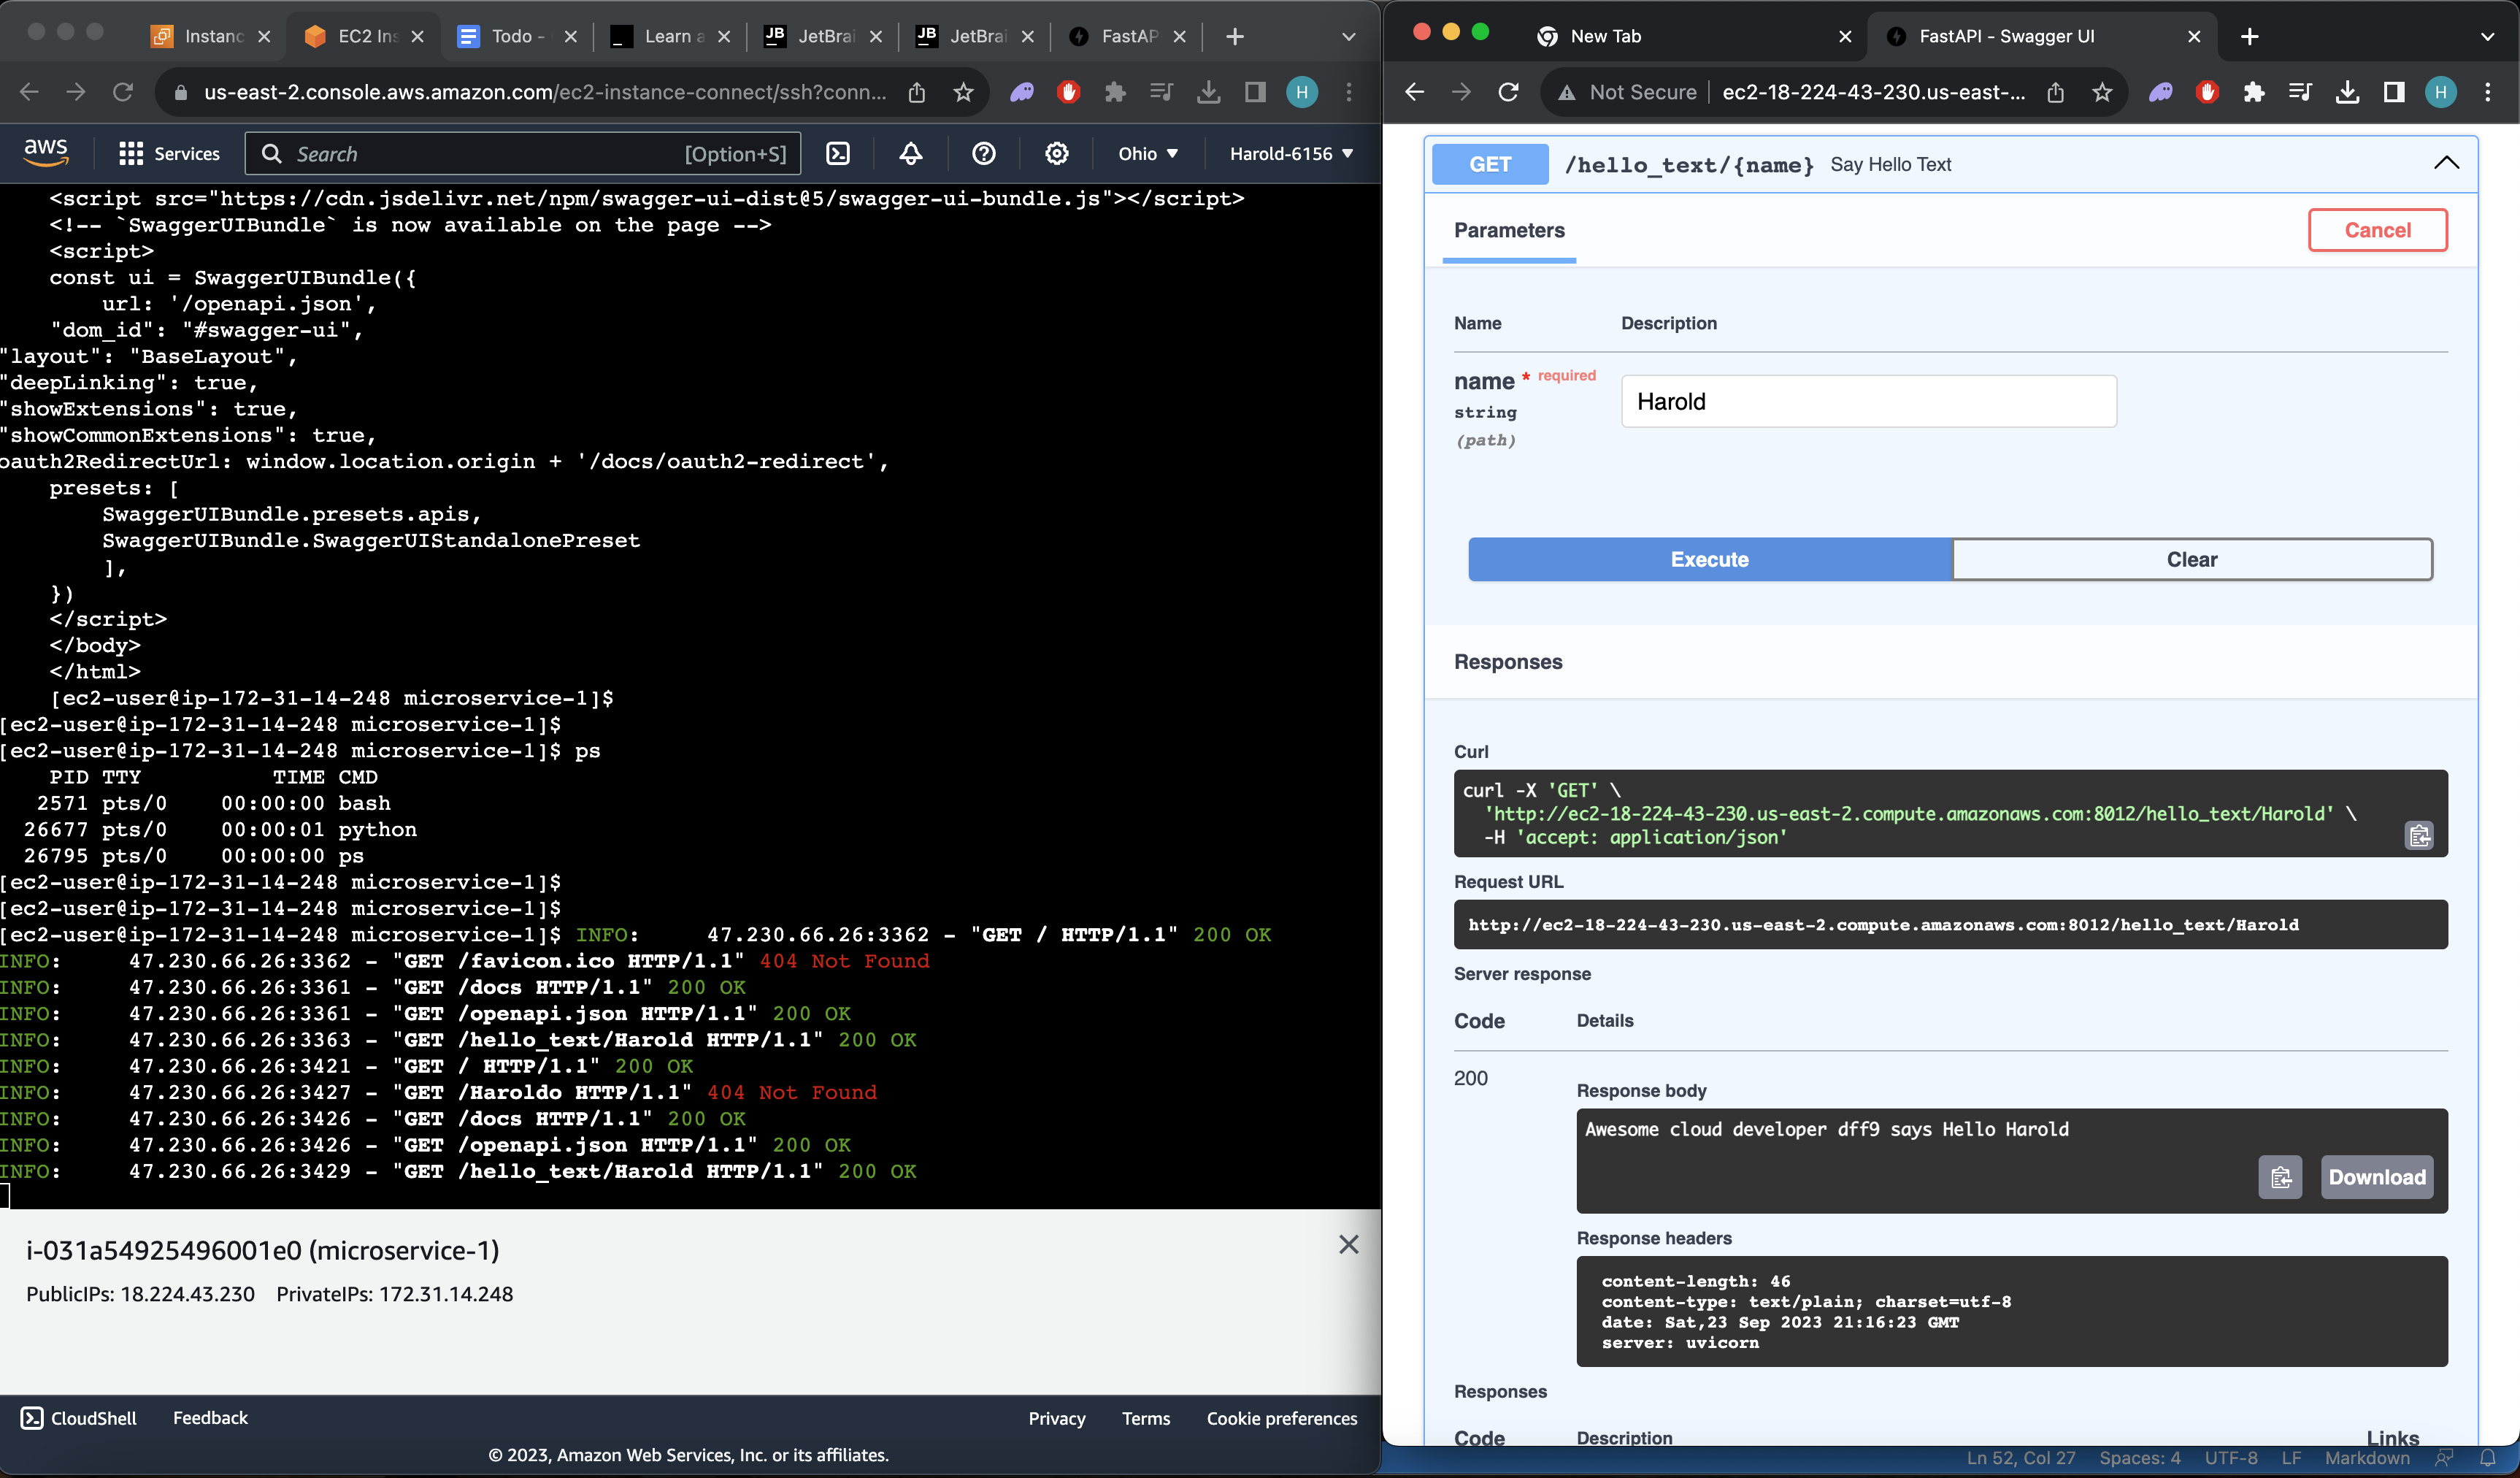 Instanc
EC2 Ins
Todo -
Learn a
JetBrai
JetBrai
FastAP
us-east-2.console.aws.amazon.com/ec2-instance-connect/ssh?conn...
H
aws
Services
Search
[Option+S]
Ohio
Harold-6156
<script src="https://cdn.jsdelivr.net/npm/swagger-ui-dist@5/swagger-ui-bundle.js"></script>
<!-- `SwaggerUIBundle` is now available on the page -->
<script>
const ui = SwaggerUIBundle({
url: '/openapi.json',
"dom_id": "#swagger-ui",
"layout": "BaseLayout",
"deepLinking": true,
"showExtensions": true,
"showCommonExtensions": true,
oauth2RedirectUrl: window.location.origin + '/docs/oauth2-redirect',
presets: [
SwaggerUIBundle.presets.apis,
SwaggerUIBundle.SwaggerUIStandalonePreset
],
})
</script>
</body>
</html>
[ec2-user@ip-172-31-14-248 microservice-1]$
[ec2-user@ip-172-31-14-248 microservice-1]$
[ec2-user@ip-172-31-14-248 microservice-1]$ ps
PID TTY TIME CMD
2571 pts/0 00:00:00 bash
26677 pts/0 00:00:01 python
26795 pts/0 00:00:00 ps
[ec2-user@ip-172-31-14-248 microservice-1]$
[ec2-user@ip-172-31-14-248 microservice-1]$
[ec2-user@ip-172-31-14-248 microservice-1]$ INFO: 47.230.66.26:3362 - "GET / HTTP/1.1" 200 OK
INFO: 47.230.66.26:3362 - "GET /favicon.ico HTTP/1.1" 404 Not Found
INFO: 47.230.66.26:3361 - "GET /docs HTTP/1.1" 200 OK
INFO: 47.230.66.26:3361 - "GET /openapi.json HTTP/1.1" 200 OK
INFO: 47.230.66.26:3363 - "GET /hello_text/Harold HTTP/1.1" 200 OK
INFO: 47.230.66.26:3421 - "GET / HTTP/1.1" 200 OK
INFO: 47.230.66.26:3427 - "GET /Haroldo HTTP/1.1" 404 Not Found
INFO: 47.230.66.26:3426 - "GET /docs HTTP/1.1" 200 OK
INFO: 47.230.66.26:3426 - "GET /openapi.json HTTP/1.1" 200 OK
INFO: 47.230.66.26:3429 - "GET /hello_text/Harold HTTP/1.1" 200 OK
i-031a54925496001e0 (microservice-1)
PublicIPs: 18.224.43.230 PrivateIPs: 172.31.14.248
CloudShell
Feedback
Privacy
Terms
Cookie preferences
© 2023, Amazon Web Services, Inc. or its affiliates.
New Tab
FastAPI - Swagger UI
Not Secure
ec2-18-224-43-230.us-east-...
H
GET
/hello_text/{name}
Say Hello Text
Parameters
Cancel
Name
Description
name * required
string
(path)
Harold
Execute
Clear
Responses
Curl
curl -X 'GET' \
'http://ec2-18-224-43-230.us-east-2.compute.amazonaws.com:8012/hello_text/Harold' \
-H 'accept: application/json'
Request URL
http://ec2-18-224-43-230.us-east-2.compute.amazonaws.com:8012/hello_text/Harold
Server response
Code
Details
200
Response body
Awesome cloud developer dff9 says Hello Harold
Download
Response headers
content-length: 46
content-type: text/plain; charset=utf-8
date: Sat,23 Sep 2023 21:16:23 GMT
server: uvicorn
Responses
Code
Description
Links
Ln 52, Col 27
Spaces: 4
UTF-8
LF
Markdown